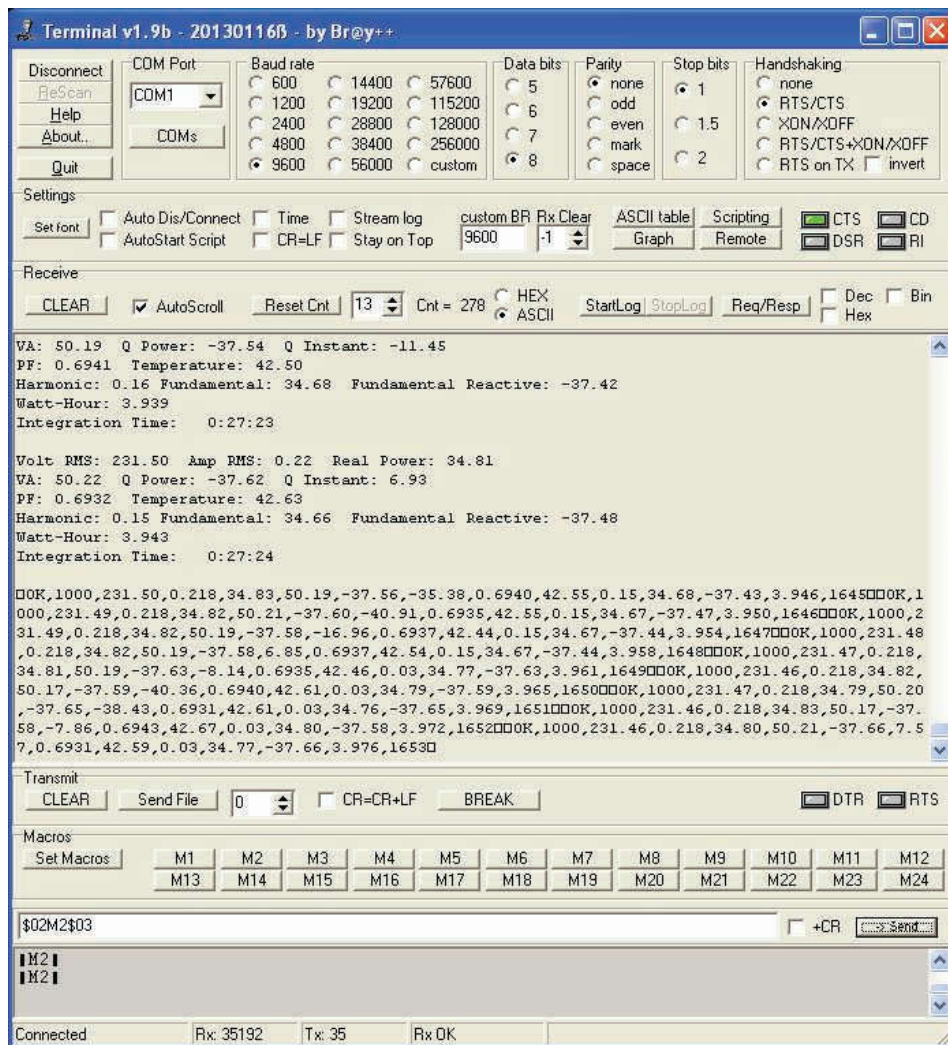 Terminal v1.9b - 20130116ß - by Br@y++
Disconnect
ReScan
Help
About..
Quit
COM Port
COM1
COMs
Baud rate
600 14400 57600
1200 19200 115200
2400 28800 128000
4800 38400 256000
9600 56000 custom
Data bits
5
6
7
8
Parity
none
odd
even
mark
space
Stop bits
1
1.5
2
Handshaking
none
RTS/CTS
XON/XOFF
RTS/CTS+XON/XOFF
RTS on TX invert
Settings
Set font
Auto Dis/Connect Time Stream log
AutoStart Script CR=LF Stay on Top
custom BR Rx Clear
9600 -1
ASCII table Scripting
Graph Remote
CTS CD
DSR RI
Receive
CLEAR AutoScroll Reset Cnt 13 Cnt = 278
HEX
ASCII
StartLog StopLog Req/Resp
Dec Bin
Hex
VA: 50.19 Q Power: -37.54 Q Instant: -11.45
PF: 0.6941 Temperature: 42.50
Harmonic: 0.16 Fundamental: 34.68 Fundamental Reactive: -37.42
Watt-Hour: 3.939
Integration Time: 0:27:23
Volt RMS: 231.50 Amp RMS: 0.22 Real Power: 34.81
VA: 50.22 Q Power: -37.62 Q Instant: 6.93
PF: 0.6932 Temperature: 42.63
Harmonic: 0.15 Fundamental: 34.66 Fundamental Reactive: -37.48
Watt-Hour: 3.943
Integration Time: 0:27:24
□OK,1000,231.50,0.218,34.83,50.19,-37.56,-35.38,0.6940,42.55,0.15,34.68,-37.43,3.946,1645□□OK,1
000,231.49,0.218,34.82,50.21,-37.60,-40.91,0.6935,42.55,0.15,34.67,-37.47,3.950,1646□□OK,1000,2
31.49,0.218,34.82,50.19,-37.58,-16.96,0.6937,42.44,0.15,34.67,-37.44,3.954,1647□□OK,1000,231.48
,0.218,34.82,50.19,-37.58,6.85,0.6937,42.54,0.15,34.67,-37.44,3.958,1648□□OK,1000,231.47,0.218,
34.81,50.19,-37.63,-8.14,0.6935,42.46,0.03,34.77,-37.63,3.961,1649□□OK,1000,231.46,0.218,34.82,
50.17,-37.59,-40.36,0.6940,42.61,0.03,34.79,-37.59,3.965,1650□□OK,1000,231.47,0.218,34.79,50.20
,-37.65,-38.43,0.6931,42.61,0.03,34.76,-37.65,3.969,1651□□OK,1000,231.46,0.218,34.83,50.17,-37.
58,-7.86,0.6943,42.67,0.03,34.80,-37.58,3.972,1652□□OK,1000,231.46,0.218,34.80,50.21,-37.66,7.5
7,0.6931,42.59,0.03,34.77,-37.66,3.976,1653□
Transmit
CLEAR Send File 0 CR=CR+LF BREAK DTR RTS
Macros
Set Macros M1 M2 M3 M4 M5 M6 M7 M8 M9 M10 M11 M12
M13 M14 M15 M16 M17 M18 M19 M20 M21 M22 M23 M24
$02M2$03 +CR -> Send
M2
M2
Connected Rx: 35192 Tx: 35 Rx OK